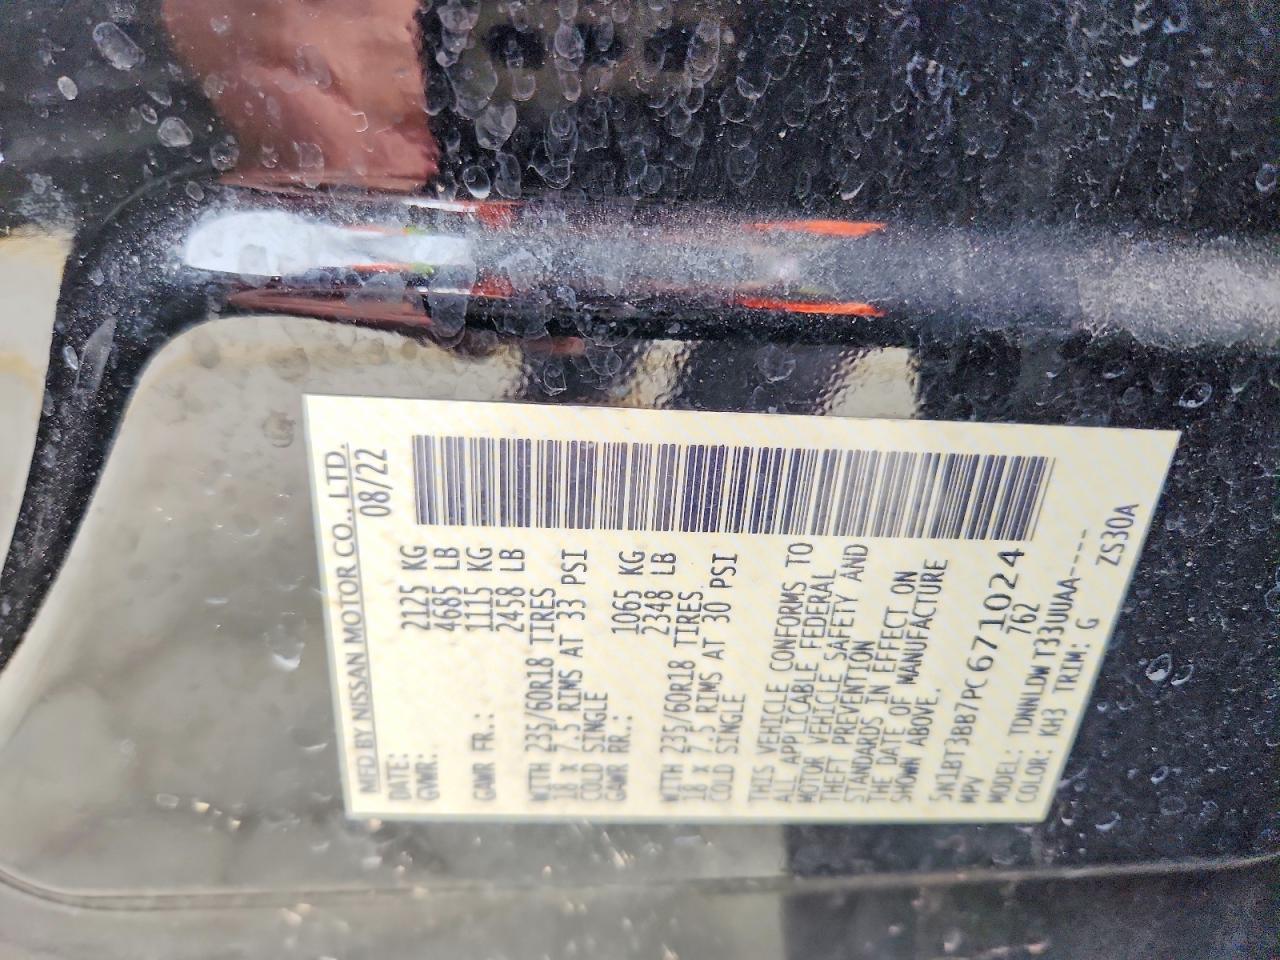 MFD BY NISSAN MOTOR CO., LTD.
DATE: 08/22
GVWR: 2125 KG
4685 LB
GAWR FR.: 1115 KG
2458 LB
WITH 235/60R18 TIRES
18 x 7.5 RIMS AT 33 PSI
COLD SINGLE
GAWR RR.: 1065 KG
2348 LB
WITH 235/60R18 TIRES.
18 x 7.5 RIMS AT 30 PSI
COLD SINGLE
THIS VEHICLE CONFORMS TO
ALL APPLICABLE FEDERAL
MOTOR VEHICLE SAFETY AND
THEFT PREVENTION
STANDARDS IN EFFECT ON
THE DATE OF MANUFACTURE
SHOWN ABOVE.
5N1BT3BB7PC671024
MPV 762
MODEL: TDNNLDW T33UUAA-----
COLOR: KH3 TRIM: G ZS30A